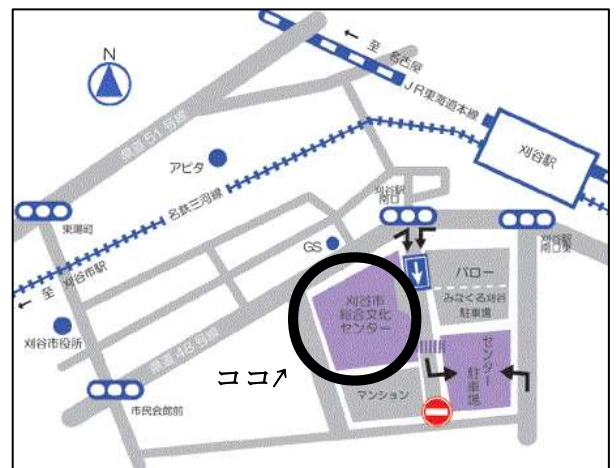 N
← 至 名古屋
JR東海道本線
県道51号線
アピタ
刈谷駅
名鉄三河線
刈谷駅
南口
刈谷駅
南口東
東陽町
← 至 刈谷市駅
GS
バロー
みなくる刈谷
駐車場
刈谷市
総合文化
センター
刈谷市役所
県道48号線
センター
駐車場
ココ↗
マンション
市民会館前